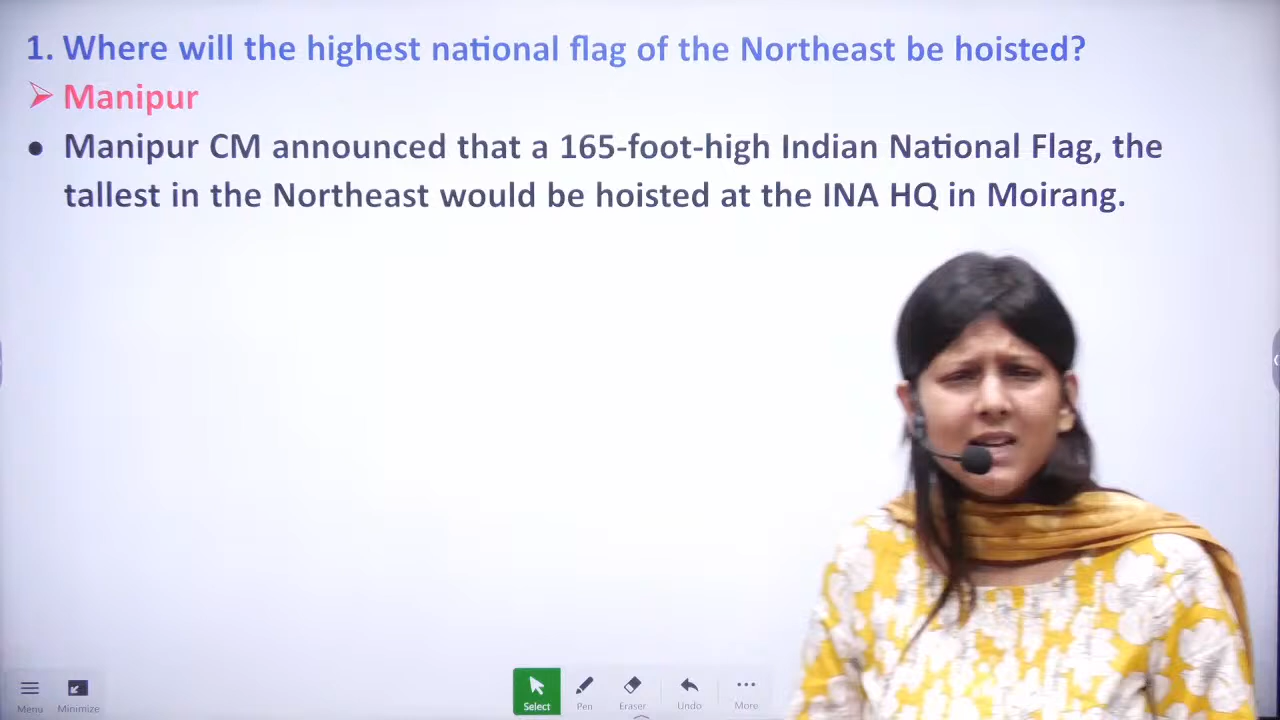 1. Where will the highest national flag of the Northeast be hoisted?
➢ Manipur
• Manipur CM announced that a 165-foot-high Indian National Flag, the
tallest in the Northeast would be hoisted at the INA HQ in Moirang.
Menu Minimize Select Pen Eraser Undo More